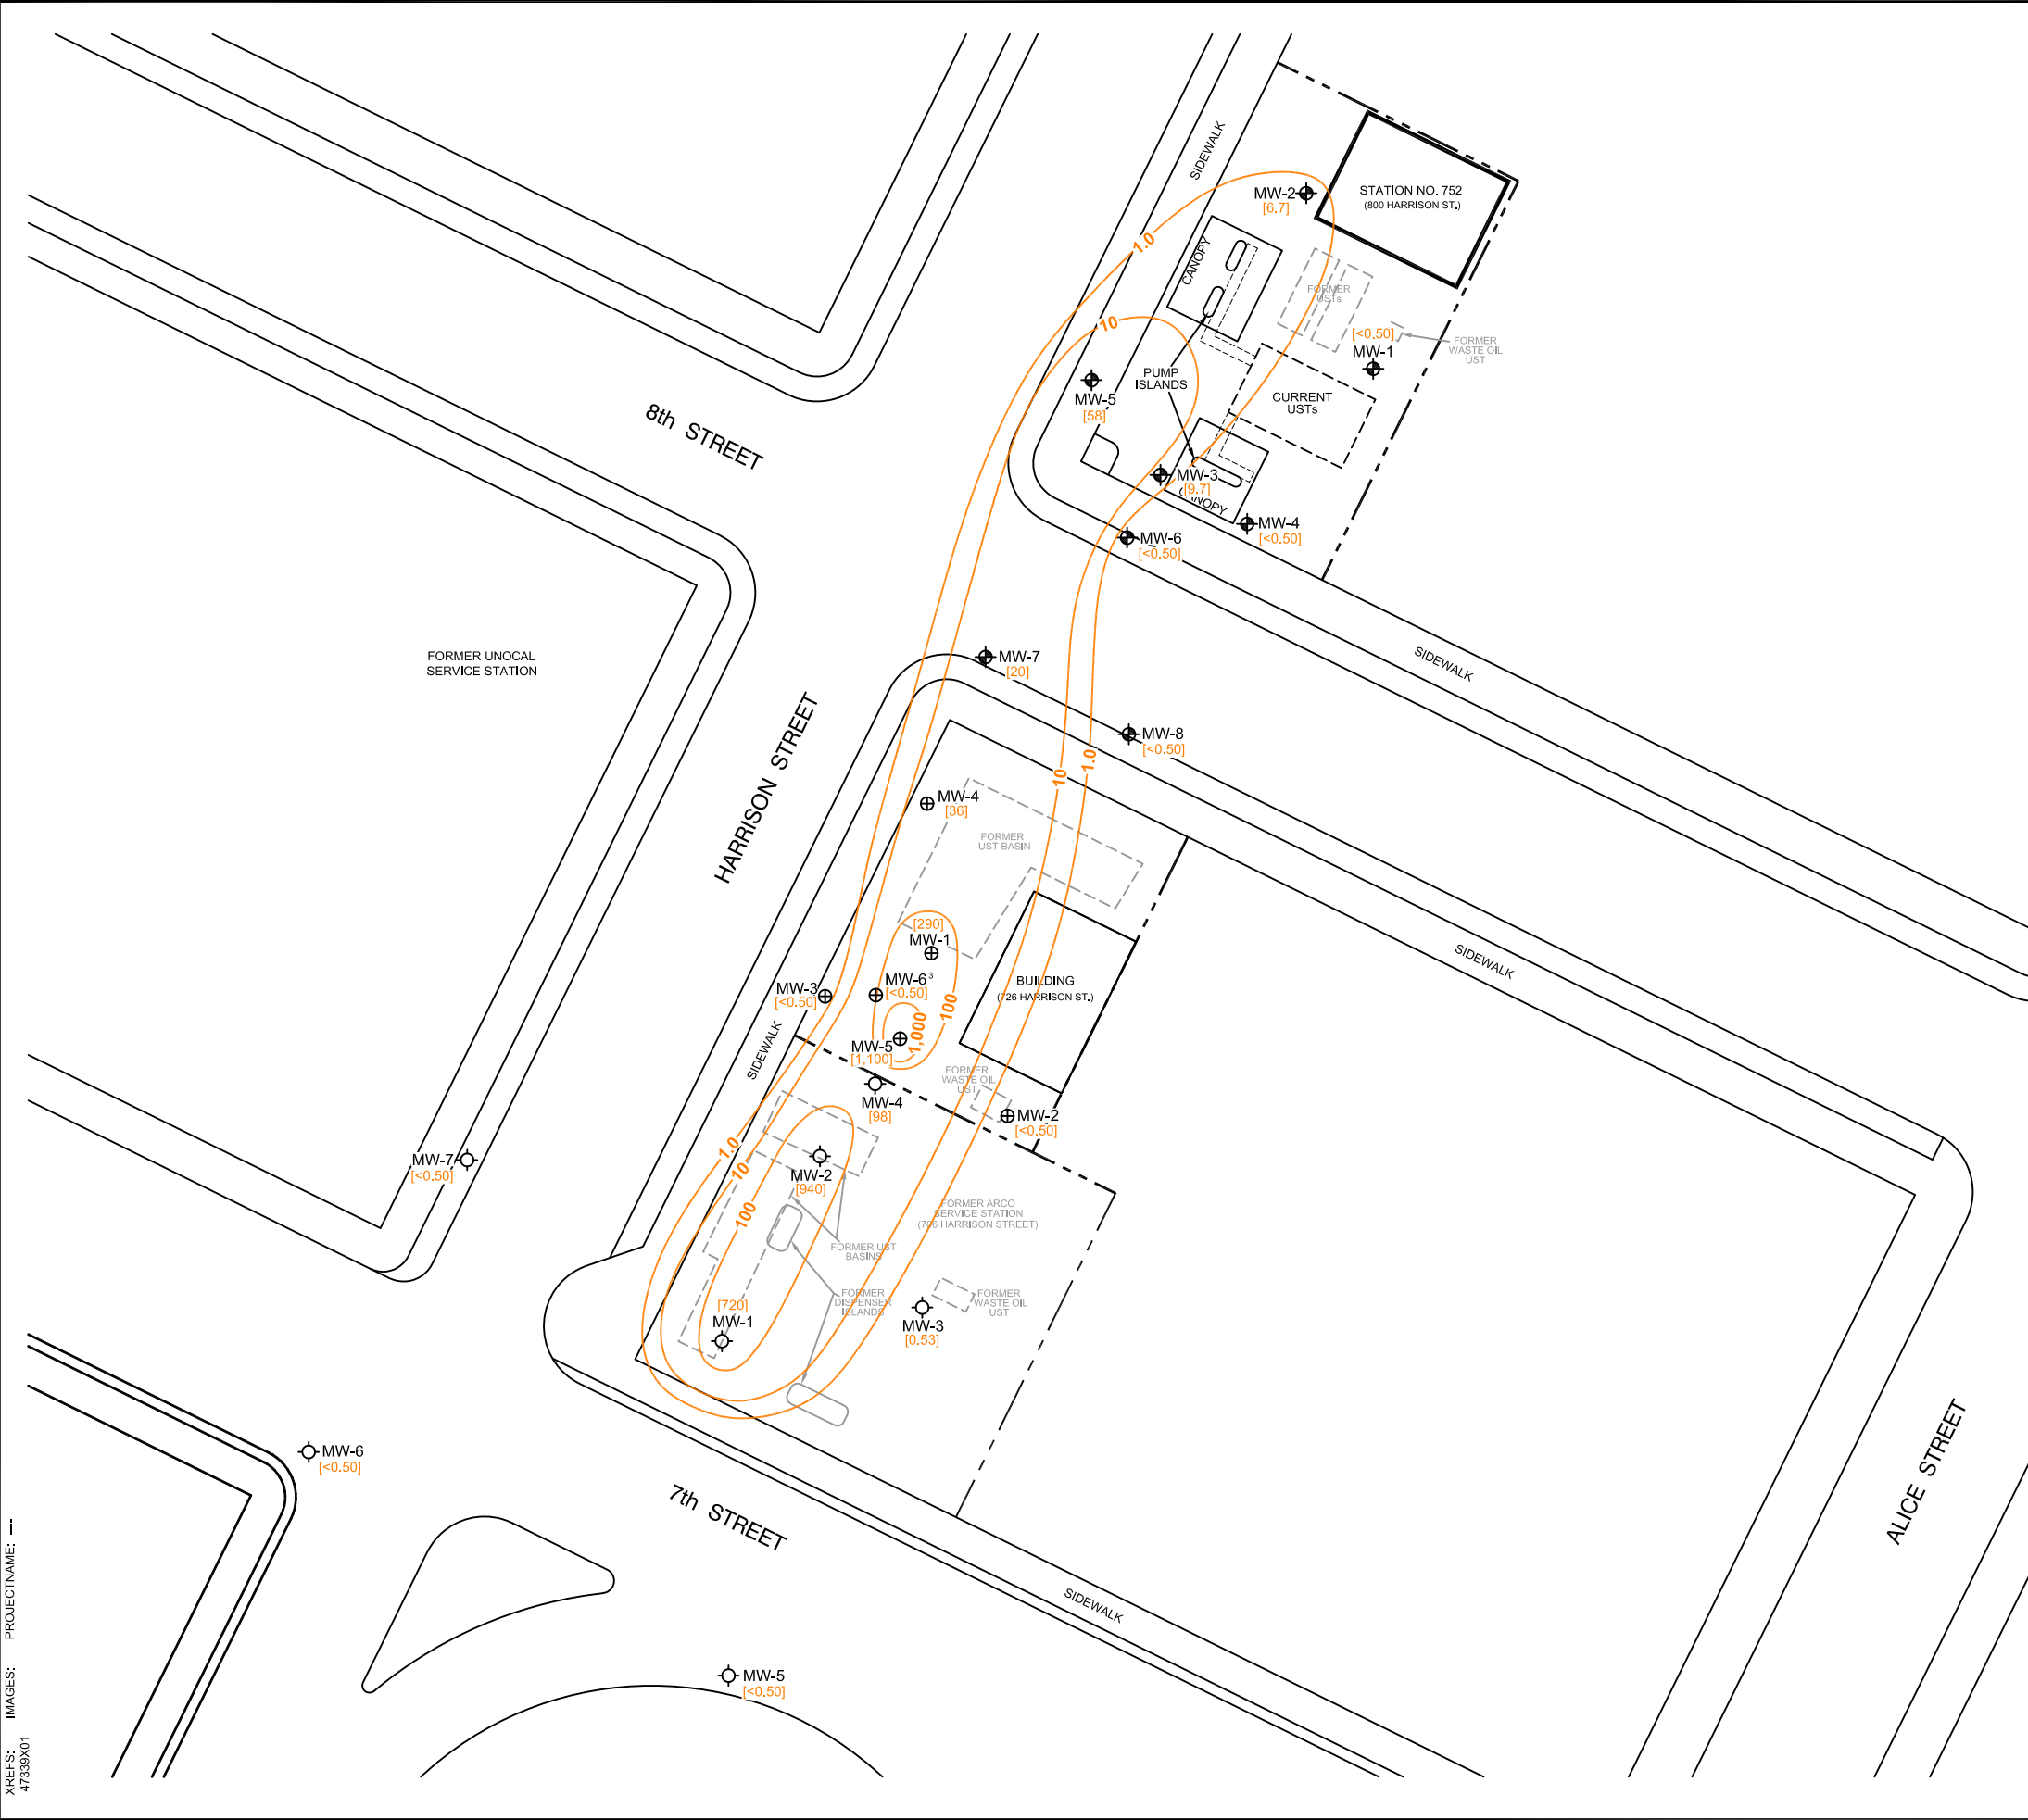 SIDEWALK
STATION NO. 752
(800 HARRISON ST.)
MW-2
[6.7]
1.0
CANOPY
FORMER
USTs
10
[<0.50]
MW-1
FORMER
WASTE OIL
UST
PUMP
ISLANDS
MW-5
[58]
CURRENT
USTs
8th STREET
MW-3
[9.7]
CANOPY
MW-4
[<0.50]
MW-6
[<0.50]
FORMER UNOCAL
SERVICE STATION
MW-7
[20]
SIDEWALK
HARRISON STREET
MW-8
[<0.50]
10
1.0
MW-4
[36]
FORMER
UST BASIN
[290]
MW-1
SIDEWALK
MW-3
[<0.50]
MW-6³
[<0.50]
BUILDING
(726 HARRISON ST.)
100
1,000
MW-5
[1,100]
SIDEWALK
FORMER
WASTE OIL
UST
MW-4
[98]
MW-2
[<0.50]
1.0
10
100
MW-7
[<0.50]
MW-2
[940]
FORMER ARCO
SERVICE STATION
(706 HARRISON STREET)
FORMER UST
BASINS
FORMER
DISPENSER
ISLANDS
FORMER
WASTE OIL
UST
[720]
MW-1
MW-3
[0.53]
MW-6
[<0.50]
7th STREET
ALICE STREET
SIDEWALK
MW-5
[<0.50]
XREFS: IMAGES: PROJECTNAME: ----
47339X01